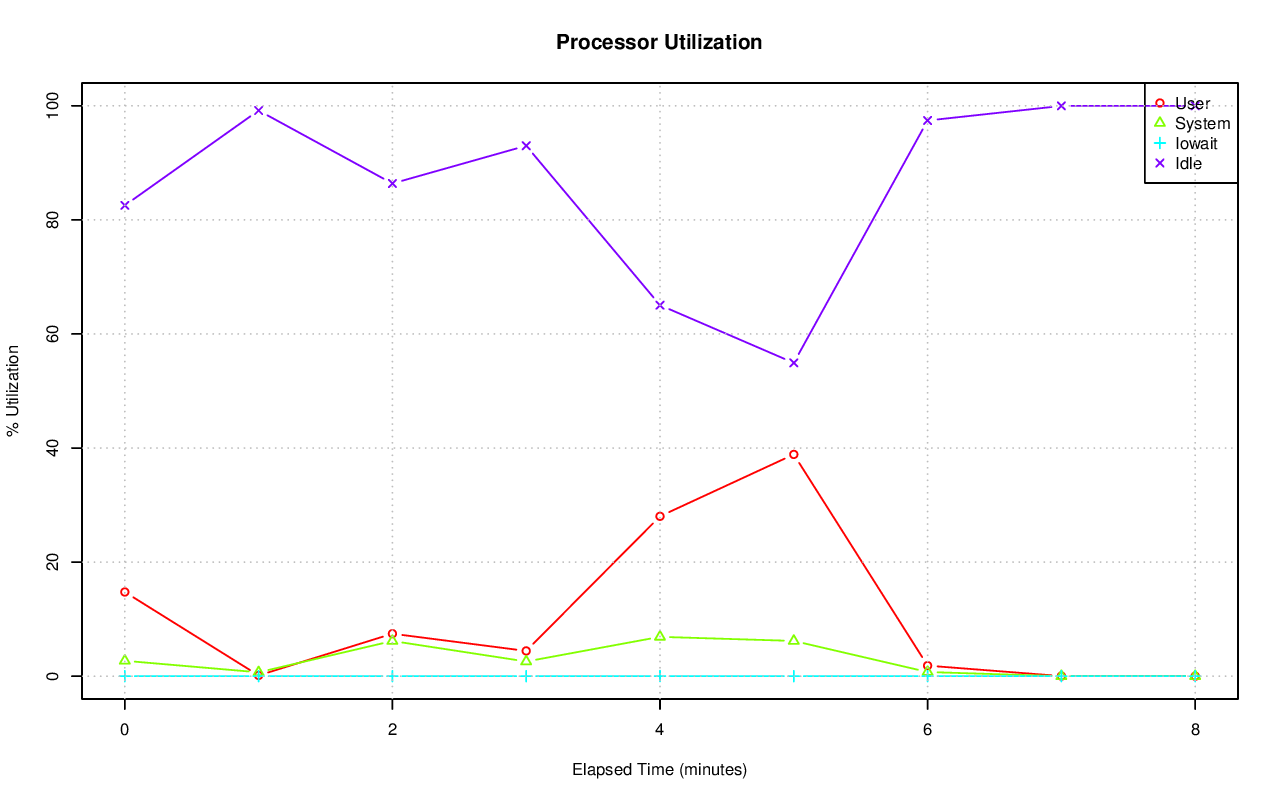 Processor Utilization
% Utilization
100
80
60
40
20
0
User
System
Iowait
Idle
0 2 4 6 8
Elapsed Time (minutes)